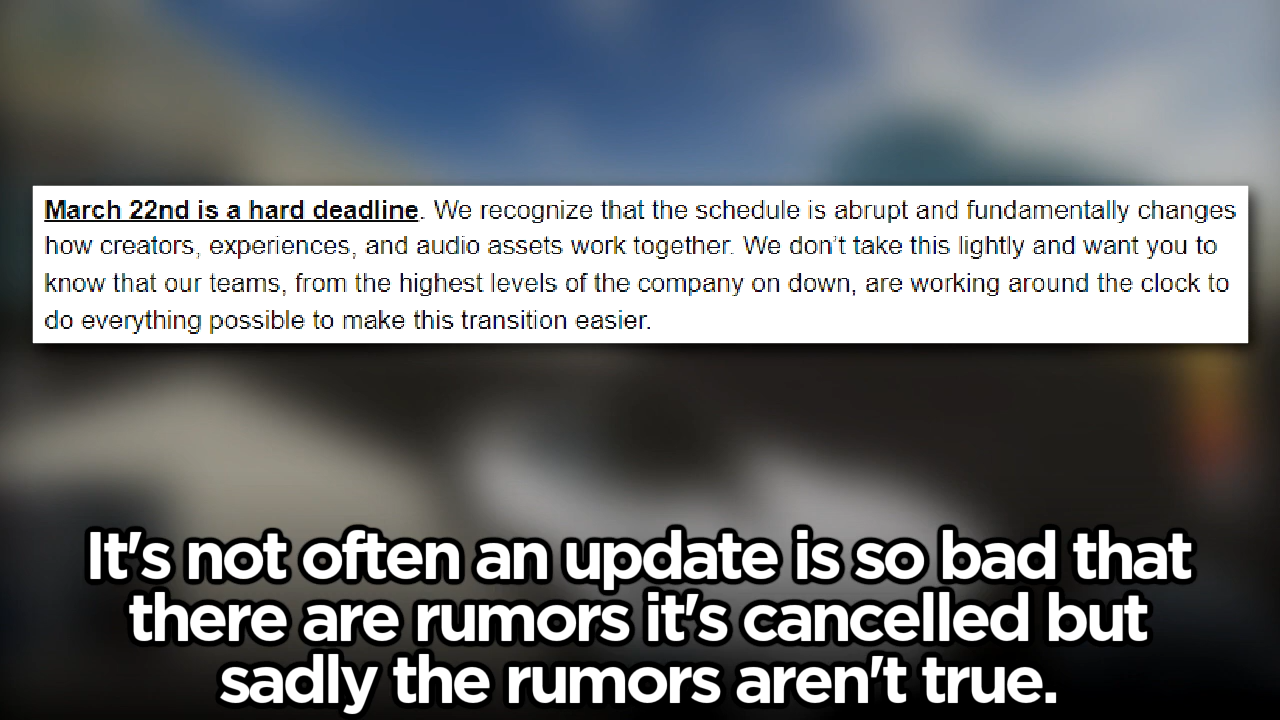 March 22nd is a hard deadline. We recognize that the schedule is abrupt and fundamentally changes
how creators, experiences, and audio assets work together. We don’t take this lightly and want you to
know that our teams, from the highest levels of the company on down, are working around the clock to
do everything possible to make this transition easier.
It's not often an update is so bad that
there are rumors it's cancelled but
sadly the rumors aren't true.